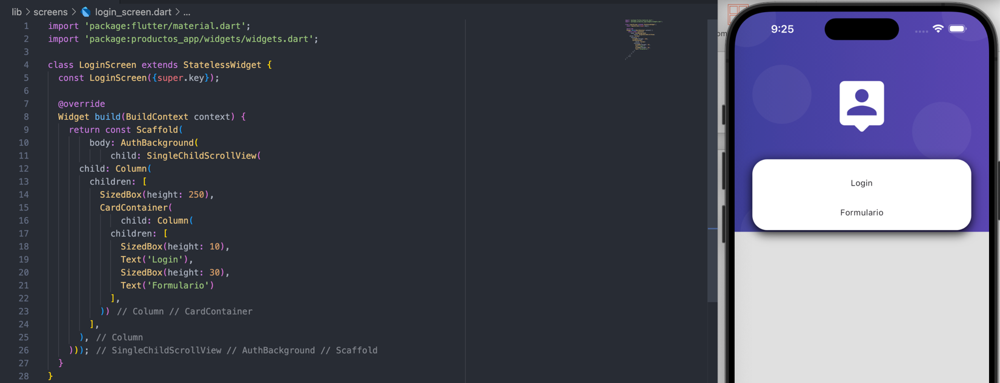 lib > screens > login_screen.dart > ...
1 import 'package:flutter/material.dart';
2 import 'package:productos_app/widgets/widgets.dart';
3
4 class LoginScreen extends StatelessWidget {
5 const LoginScreen({super.key});
6
7 @override
8 Widget build(BuildContext context) {
9 return const Scaffold(
10 body: AuthBackground(
11 child: SingleChildScrollView(
12 child: Column(
13 children: [
14 SizedBox(height: 250),
15 CardContainer(
16 child: Column(
17 children: [
18 SizedBox(height: 10),
19 Text('Login'),
20 SizedBox(height: 30),
21 Text('Formulario')
22 ],
23 )) // Column // CardContainer
24 ],
25 ), // Column
26 ))); // SingleChildScrollView // AuthBackground // Scaffold
27 }
28 }
9:25
Login
Formulario